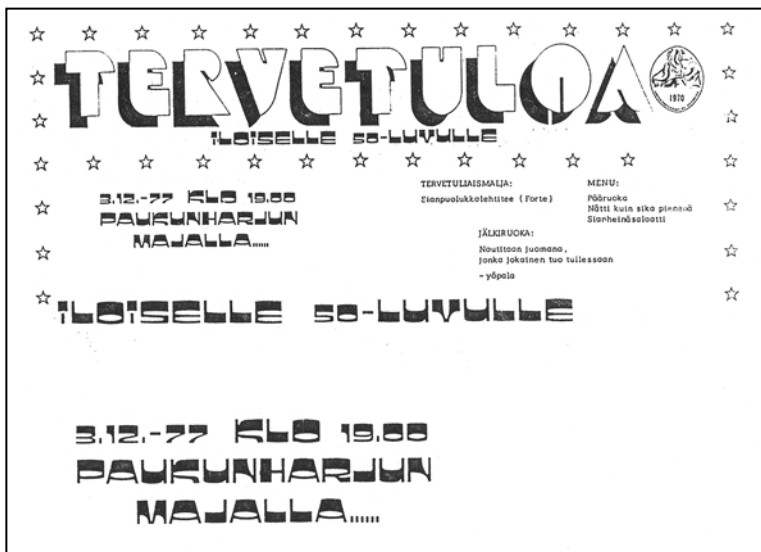 TERVETULOA
1970
iLOiSELLE 50-LUVULLE
3.12.-77 KLO 19.00
PAUKUNHARJUN
MAJALLA......
TERVETULIAISMALJA:
Sianpuolukkalehtitee (Forte)
MENU:
Pääruoka
Nätti kuin sika pienenä
Sianheinäsalaatti
JÄLKIRUOKA:
Nautitaan juomana,
jonka jokainen tuo tullessaan
- yöpala
iLOiSELLE 50-LUVULLE
3.12.-77 KLO 19.00
PAUKUNHARJUN
MAJALLA......